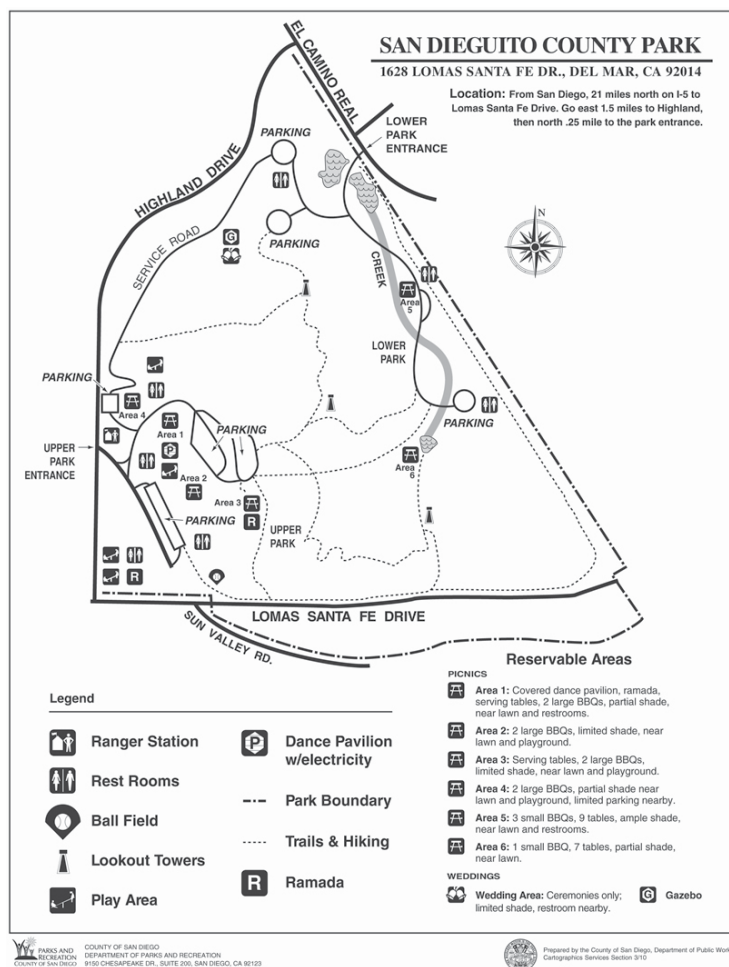 SAN DIEGUITO COUNTY PARK
1628 LOMAS SANTA FE DR., DEL MAR, CA 92014
Location: From San Diego, 21 miles north on I-5 to
Lomas Santa Fe Drive. Go east 1.5 miles to Highland,
then north .25 mile to the park entrance.
EL CAMINO REAL
LOWER
PARK
ENTRANCE
PARKING
HIGHLAND DRIVE
N
SERVICE ROAD
G
PARKING
CREEK
Area
5
LOWER
PARK
PARKING
Area 4
Area 1
PARKING
PARKING
UPPER
PARK
ENTRANCE
P
Area 2
Area
6
Area 3
R
PARKING
UPPER
PARK
R
LOMAS SANTA FE DRIVE
SUN VALLEY RD.
Legend
Ranger Station
Rest Rooms
Ball Field
Lookout Towers
Play Area
P
Dance Pavilion
w/electricity
Park Boundary
Trails & Hiking
R
Ramada
Reservable Areas
PICNICS
Area 1: Covered dance pavilion, ramada,
serving tables, 2 large BBQs, partial shade,
near lawn and restrooms.
Area 2: 2 large BBQs, limited shade, near
lawn and playground.
Area 3: Serving tables, 2 large BBQs,
limited shade, near lawn and playground.
Area 4: 2 large BBQs, partial shade near
lawn and playground, limited parking nearby.
Area 5: 3 small BBQs, 9 tables, ample shade,
near lawn and restrooms.
Area 6: 1 small BBQ, 7 tables, partial shade,
near lawn.
WEDDINGS
Wedding Area: Ceremonies only;
limited shade, restroom nearby.
G
Gazebo
PARKS AND
RECREATION
COUNTY OF SAN DIEGO
COUNTY OF SAN DIEGO
DEPARTMENT OF PARKS AND RECREATION
9150 CHESAPEAKE DR., SUITE 200, SAN DIEGO, CA 92123
Prepared by the County of San Diego, Department of Public Work
Cartographics Services Section 3/10